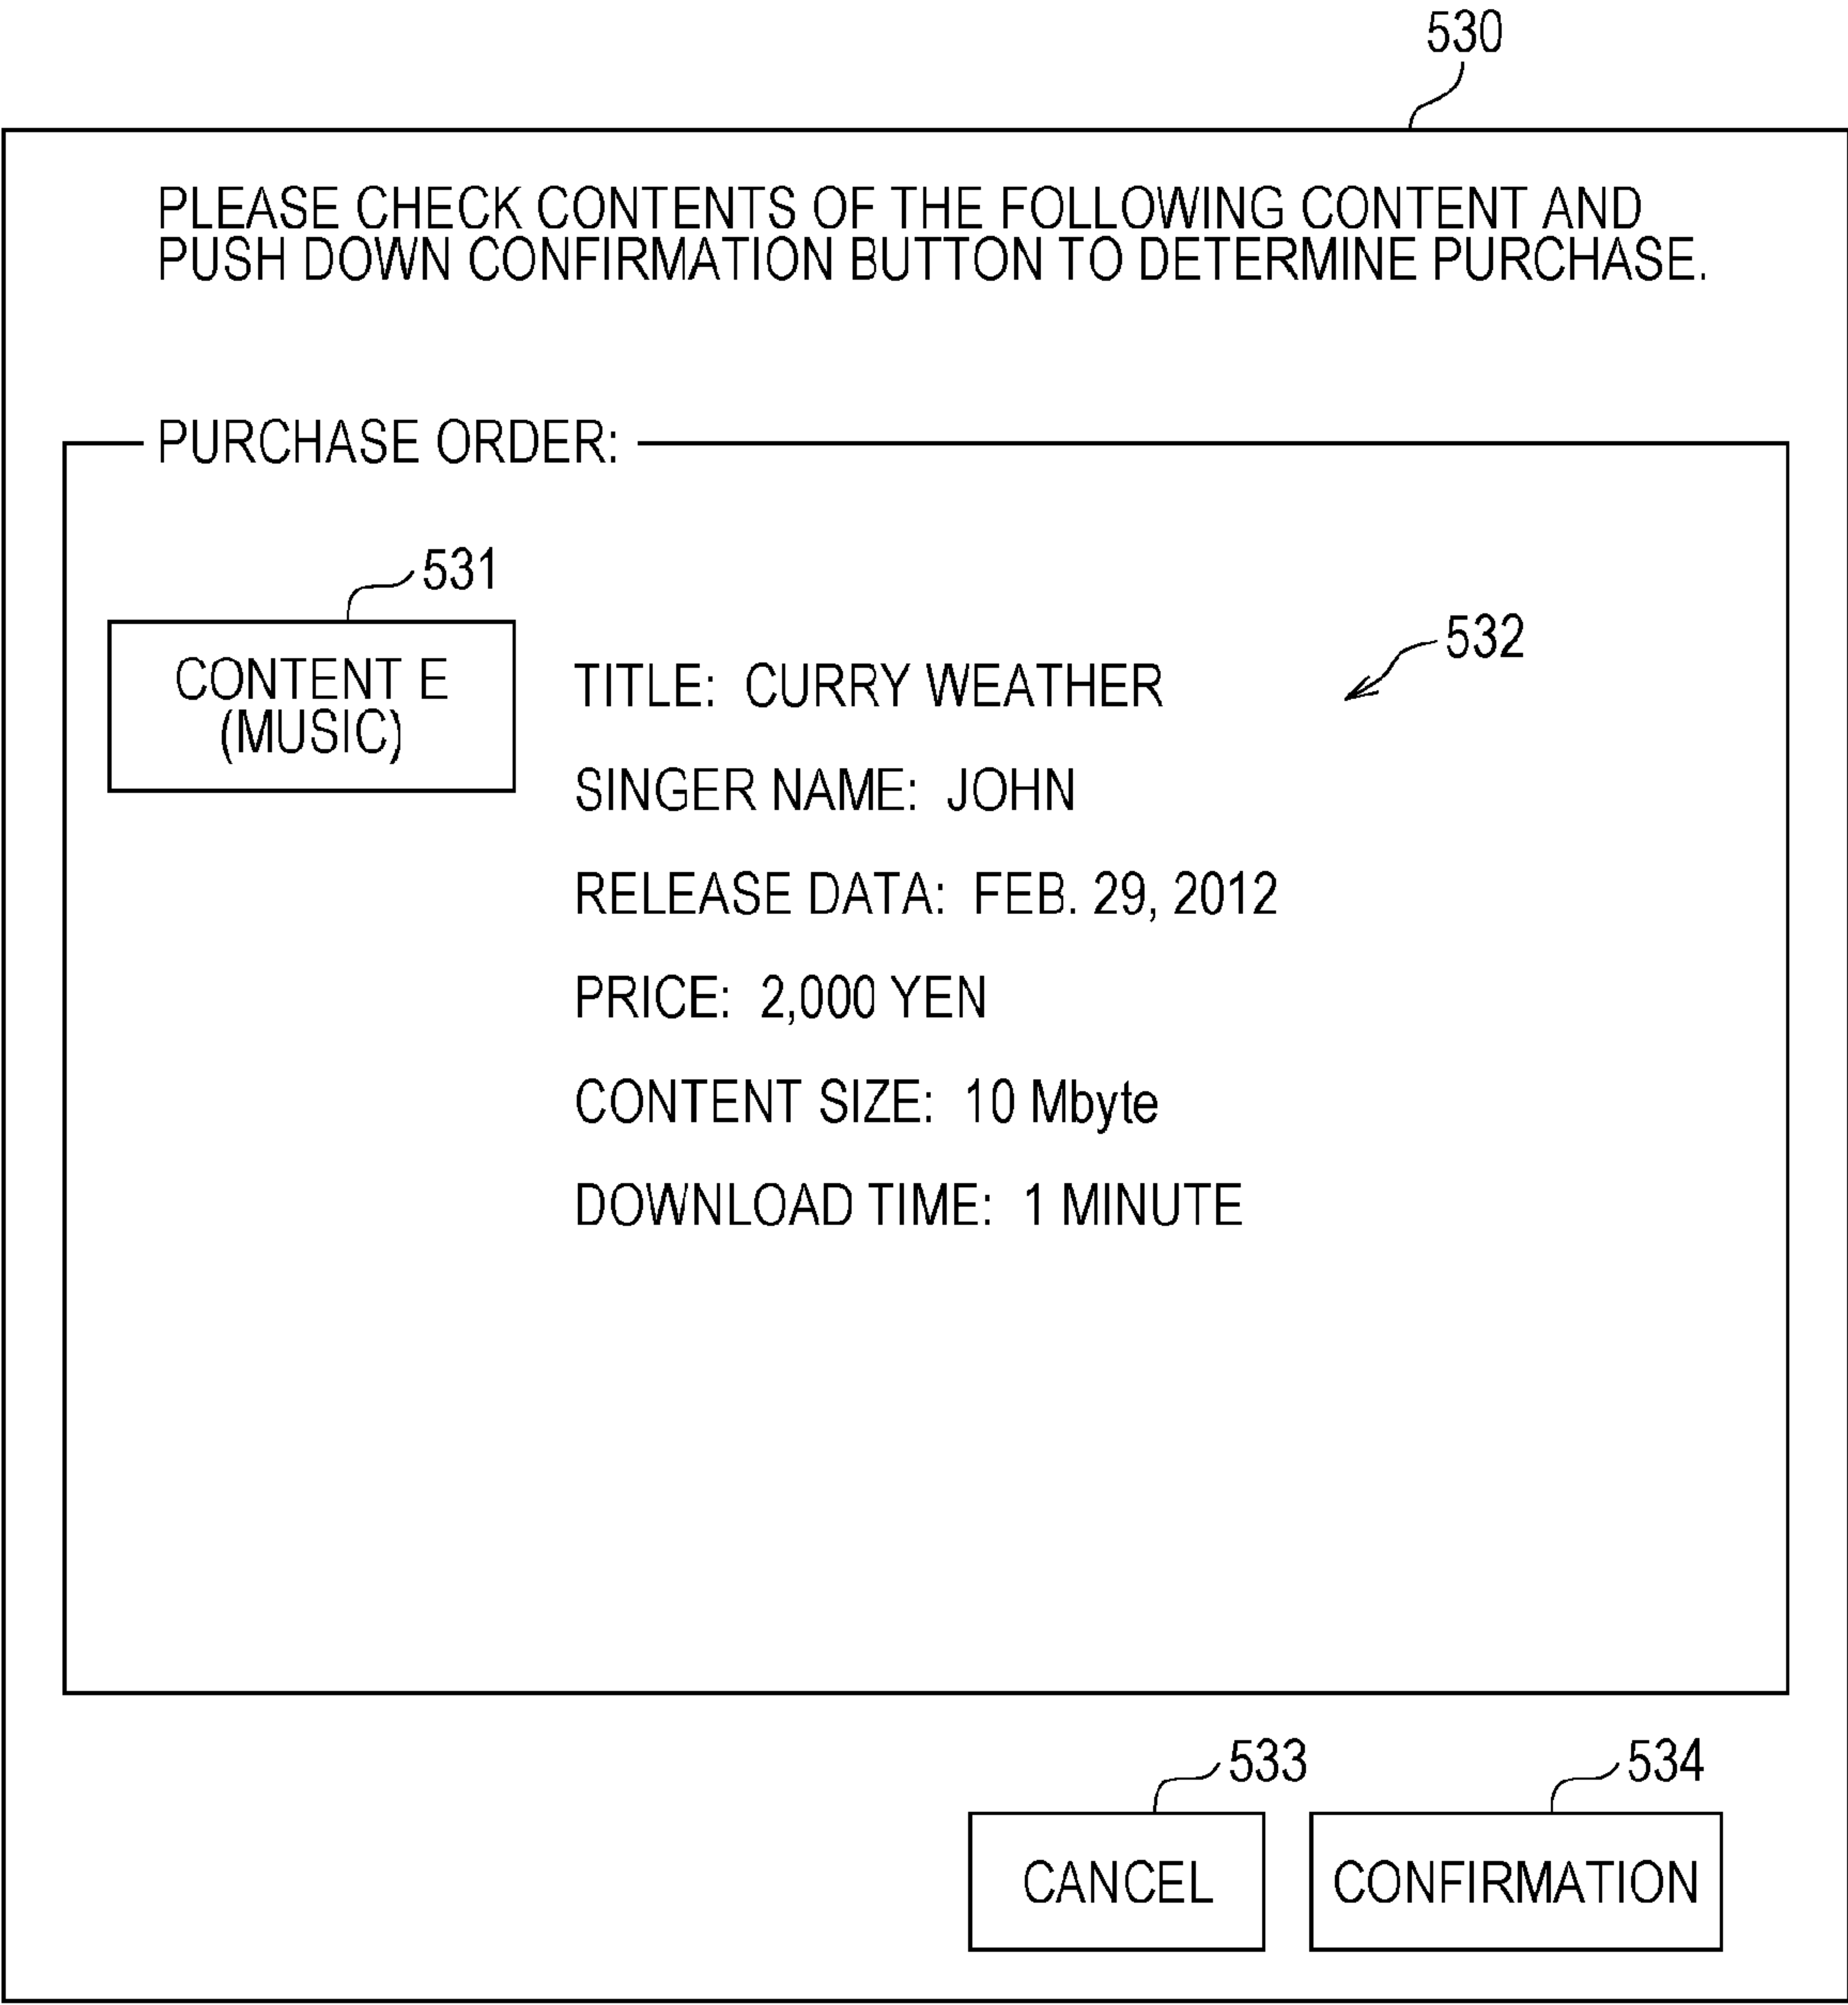 530
PLEASE CHECK CONTENTS OF THE FOLLOWING CONTENT AND
PUSH DOWN CONFIRMATION BUTTON TO DETERMINE PURCHASE.
PURCHASE ORDER:
531
CONTENT E
(MUSIC)
532
TITLE: CURRY WEATHER
SINGER NAME: JOHN
RELEASE DATA: FEB. 29, 2012
PRICE: 2,000 YEN
CONTENT SIZE: 10 Mbyte
DOWNLOAD TIME: 1 MINUTE
533
534
CANCEL
CONFIRMATION